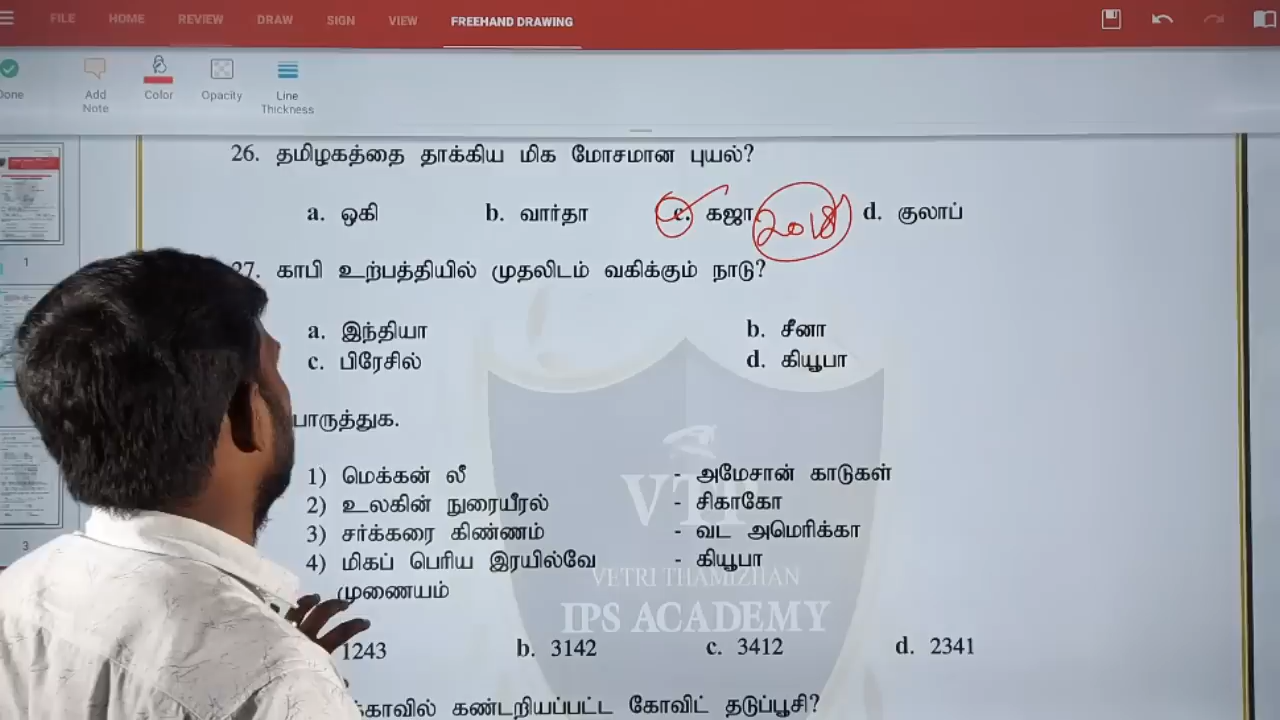 FILE HOME REVIEW DRAW SIGN VIEW FREEHAND DRAWING
Add Note Color Opacity Line Thickness
26. தமிழகத்தை தாக்கிய மிக மோசமான புயல்?
a. ஒகி b. வார்தா c. கஜா 2018 d. குலாப்
27. காபி உற்பத்தியில் முதலிடம் வகிக்கும் நாடு?
a. இந்தியா b. சீனா
c. பிரேசில் d. கியூபா
1
3
1) மெக்கன் லீ - அமேசான் காடுகள்
2) உலகின் நுரையீரல் - சிகாகோ
3) சர்க்கரை கிண்ணம் - வட அமெரிக்கா
4) மிகப் பெரிய இரயில்வே - கியூபா
முணையம்
VETRI THAMIZHAN
IPS ACADEMY
1243 b. 3142 c. 3412 d. 2341
கண்டறியப்பட்ட கோவிட் தடுப்பூசி?